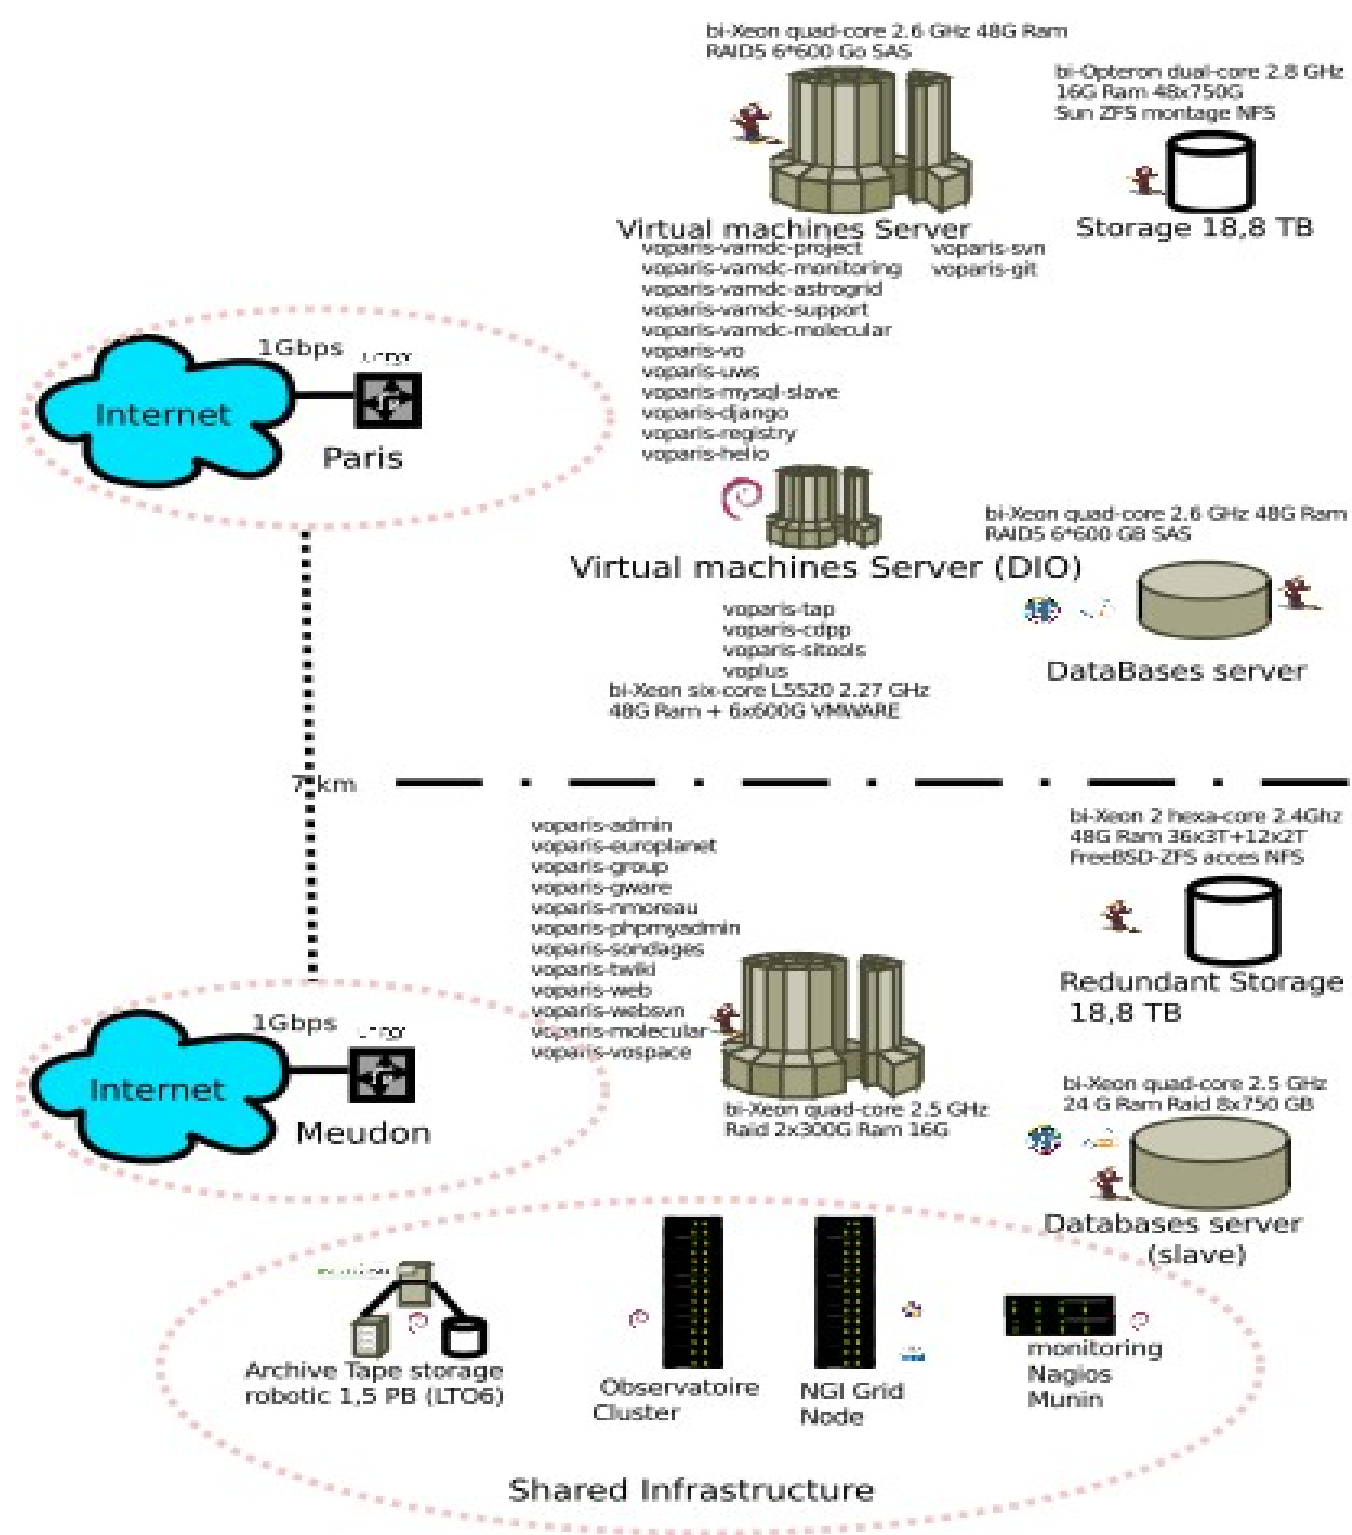 bi-Xeon quad-core 2.6 GHz 48G Ram
RAID5 6*600 Go SAS
bi-Opteron dual-core 2.8 GHz
16G Ram 48x750G
Sun ZFS montage NFS
Virtual machines Server
Storage 18,8 TB
voparis-vamdc-project
voparis-vamdc-monitoring
voparis-vamdc-astrogrid
voparis-vamdc-support
voparis-vamdc-molecular
voparis-vo
voparis-uws
voparis-mysql-slave
voparis-django
voparis-registry
voparis-helio
voparis-svn
voparis-git
1Gbps
Internet
Paris
Virtual machines Server (DIO)
voparis-tap
voparis-cdpp
voparis-sitools
voplus
bi-Xeon six-core L5520 2.27 GHz
48G Ram + 6x600G VMWARE
bi-Xeon quad-core 2.6 GHz 48G Ram
RAID5 6*600 GB SAS
DataBases server
7 km
voparis-admin
voparis-europlanet
voparis-group
voparis-gware
voparis-nmoreau
voparis-phpmyadmin
voparis-sondages
voparis-twiki
voparis-web
voparis-websvn
voparis-molecular
voparis-vospace
bi-Xeon 2 hexa-core 2.4Ghz
48G Ram 36x3T+12x2T
FreeBSD-ZFS acces NFS
Redundant Storage
18,8 TB
1Gbps
Internet
Meudon
bi-Xeon quad-core 2.5 GHz
Raid 2x300G Ram 16G
bi-Xeon quad-core 2.5 GHz
24 G Ram Raid 8x750 GB
Databases server
(slave)
Archive Tape storage
robotic 1,5 PB (LTO6)
Observatoire
Cluster
NGI Grid
Node
monitoring
Nagios
Munin
Shared Infrastructure